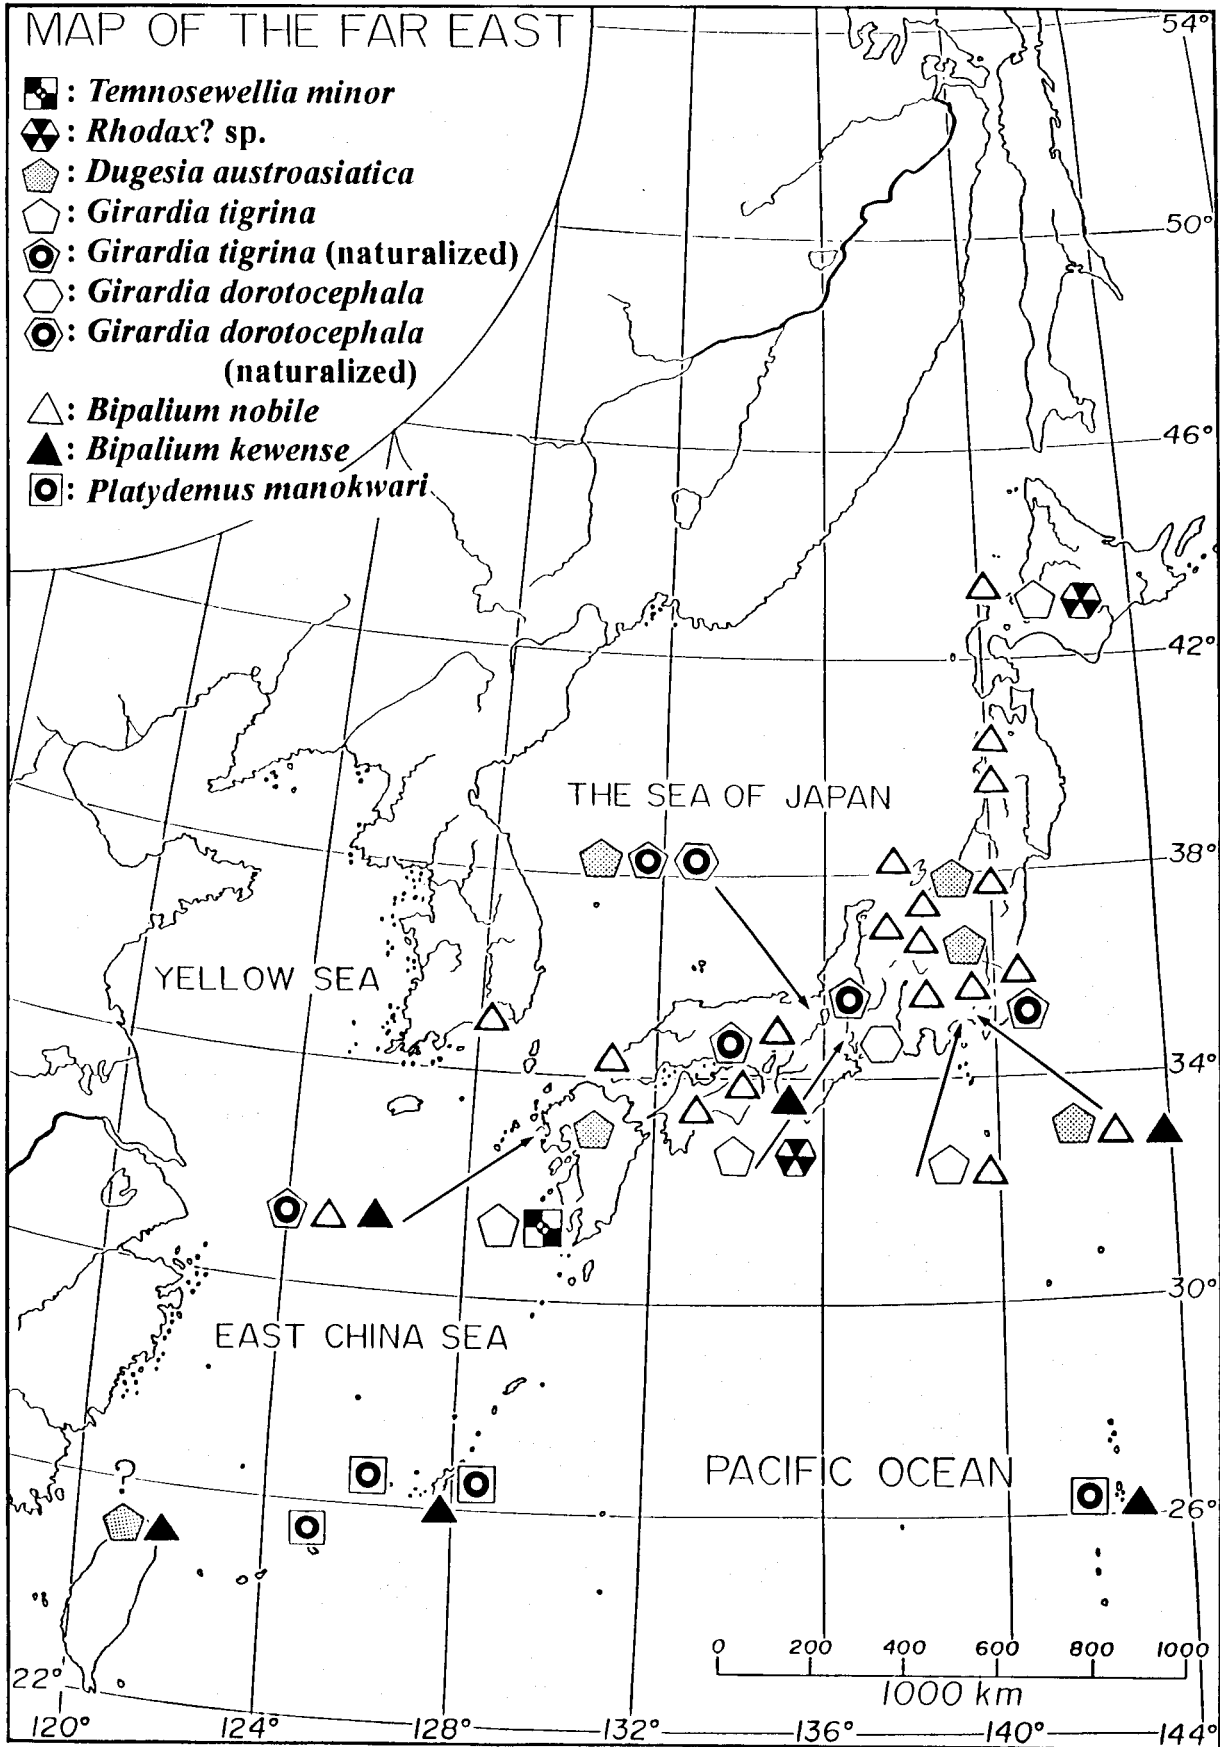 MAP OF THE FAR EAST
: Temnosewellia minor
: Rhodax? sp.
: Dugesia austroasiatica
: Girardia tigrina
: Girardia tigrina (naturalized)
: Girardia dorotocephala
: Girardia dorotocephala
(naturalized)
: Bipalium nobile
: Bipalium kewense
: Platydemus manokwari
54°
50°
46°
42°
THE SEA OF JAPAN
38°
YELLOW SEA
34°
30°
EAST CHINA SEA
PACIFIC OCEAN
?
26°
0 200 400 600 800 1000
1000 km
22°
120° 124° 128° 132° 136° 140° 144°